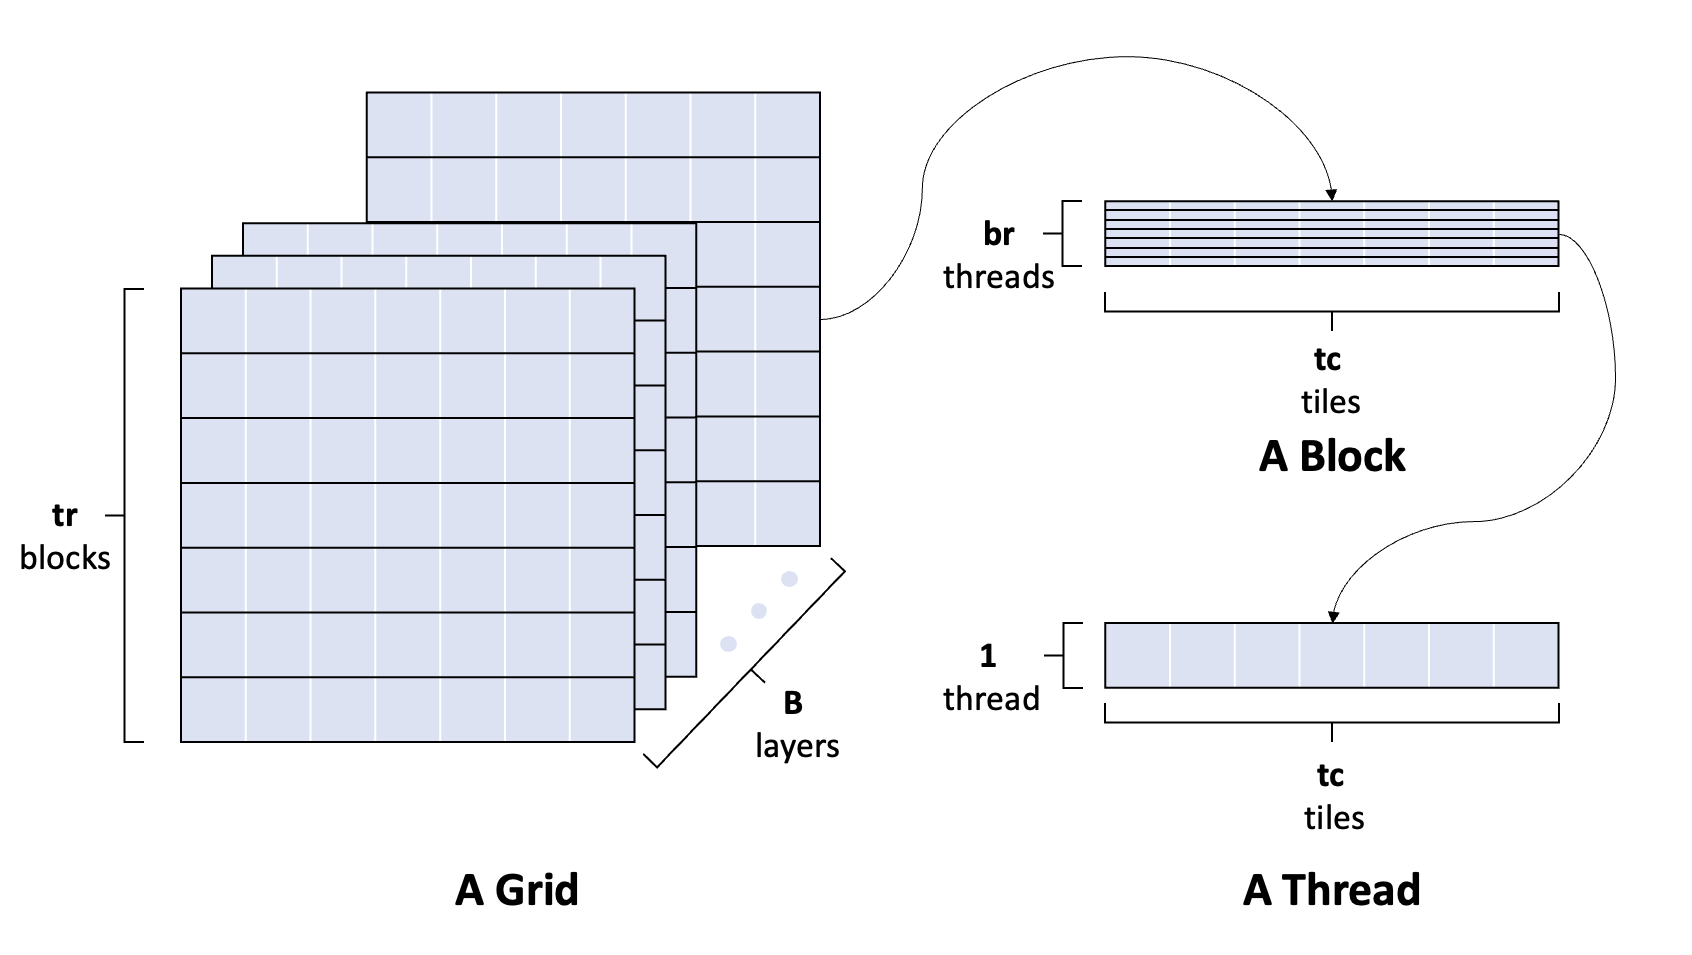 tr
blocks
B
layers
A Grid
br
threads
tc
tiles
A Block
1
thread
tc
tiles
A Thread